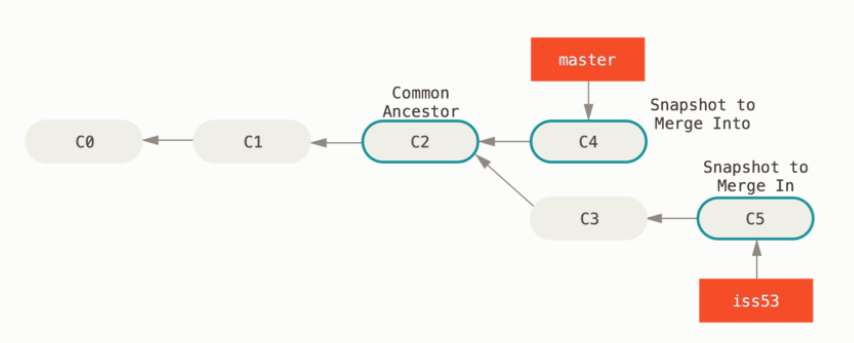 master
Common
Ancestor
Snapshot to
Merge Into
C0
C1
C2
C4
Snapshot to
Merge In
C3
C5
iss53